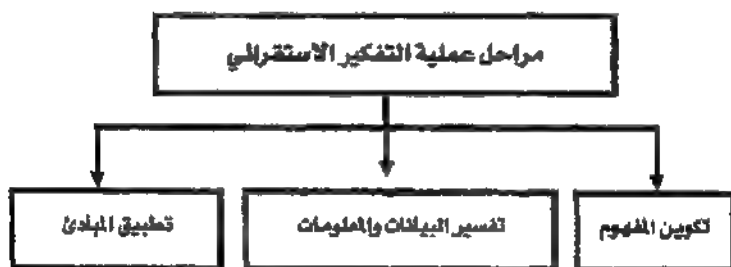 مراحل عملية التفكير الاستقرائي
تكوين المفهوم
تفسير البيانات والمعلومات
تطبيق المبادئ